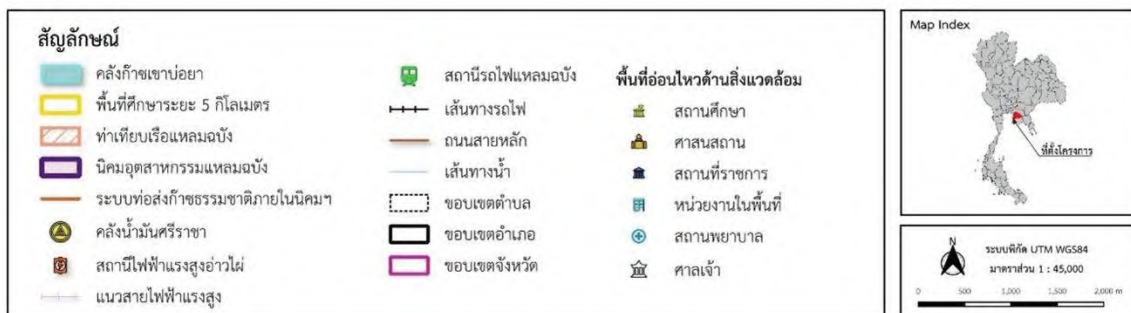 สัญลักษณ์
คลังก๊าซเขาบ่อยา
พื้นที่ศึกษาระยะ 5 กิโลเมตร
ท่าเทียบเรือแหลมฉบัง
นิคมอุตสาหกรรมแหลมฉบัง
ระบบท่อส่งก๊าซธรรมชาติภายในนิคมฯ
คลังน้ำมันศรีราชา
สถานีไฟฟ้าแรงสูงอ่าวไผ่
แนวสายไฟฟ้าแรงสูง
สถานีรถไฟแหลมฉบัง
เส้นทางรถไฟ
ถนนสายหลัก
เส้นทางน้ำ
ขอบเขตตำบล
ขอบเขตอำเภอ
ขอบเขตจังหวัด
พื้นที่อ่อนไหวด้านสิ่งแวดล้อม
สถานศึกษา
ศาสนสถาน
สถานที่ราชการ
หน่วยงานในพื้นที่
สถานพยาบาล
ศาลเจ้า
Map Index
ที่ตั้งโครงการ
N
ระบบพิกัด UTM WGS84
มาตราส่วน 1 : 45,000
0 500 1,000 1,500 2,000 m